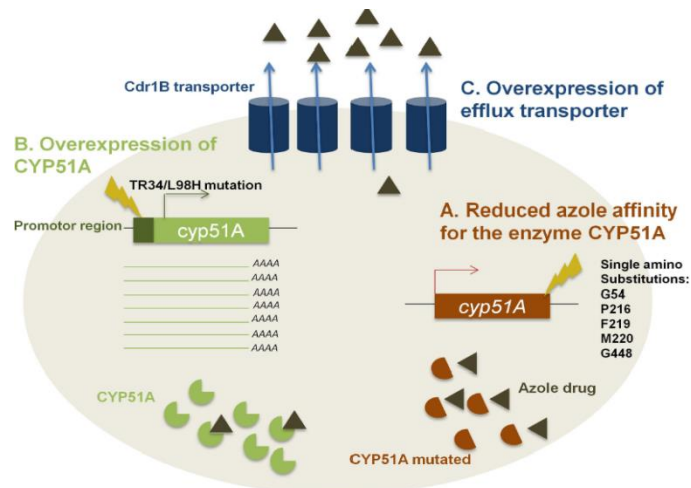 Cdr1B transporter
C. Overexpression of
efflux transporter
B. Overexpression of
CYP51A
TR34/L98H mutation
Promotor region
cyp51A
AAAA
AAAA
AAAA
AAAA
AAAA
AAAA
AAAA
A. Reduced azole affinity
for the enzyme CYP51A
cyp51A
Single amino
Substitutions:
G54
P216
F219
M220
G448
CYP51A
Azole drug
CYP51A mutated